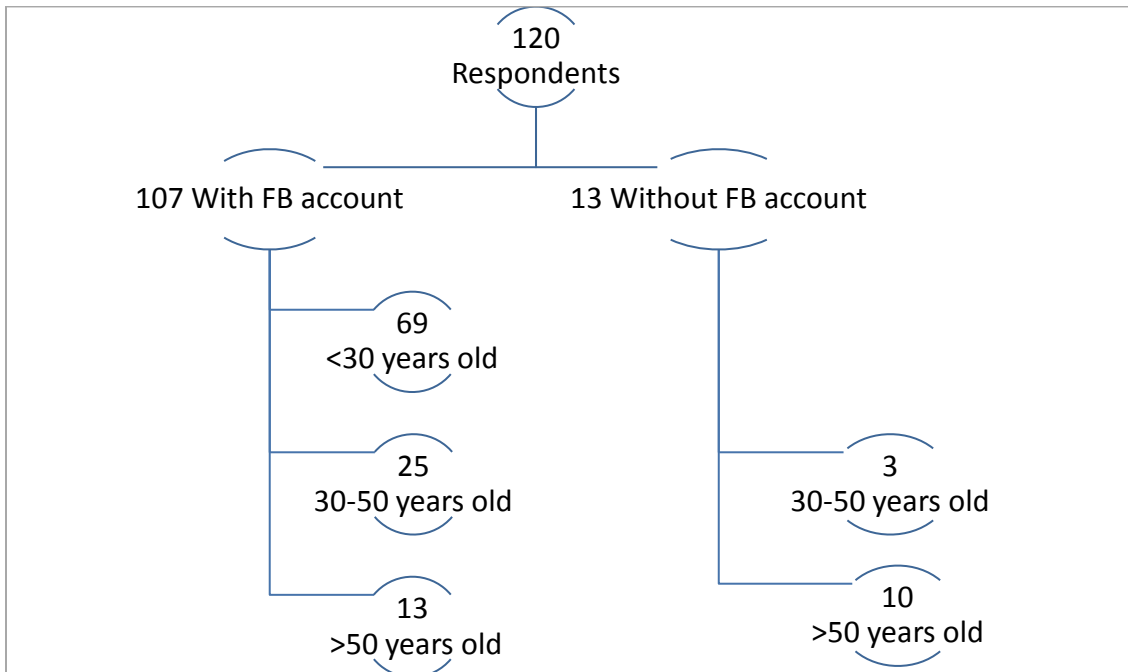 120
Respondents
107 With FB account
13 Without FB account
69
<30 years old
25
30-50 years old
13
>50 years old
3
30-50 years old
10
>50 years old